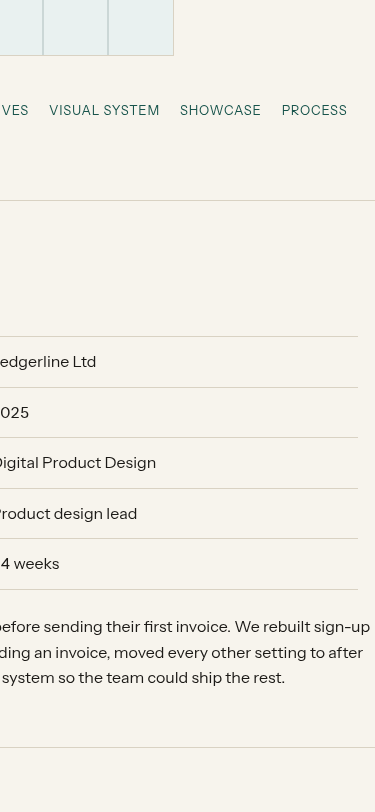 VES VISUAL SYSTEM SHOWCASE PROCESS
edgerline Ltd
025
Digital Product Design
Product design lead
4 weeks
before sending their first invoice. We rebuilt sign-up
ding an invoice, moved every other setting to after
system so the team could ship the rest.